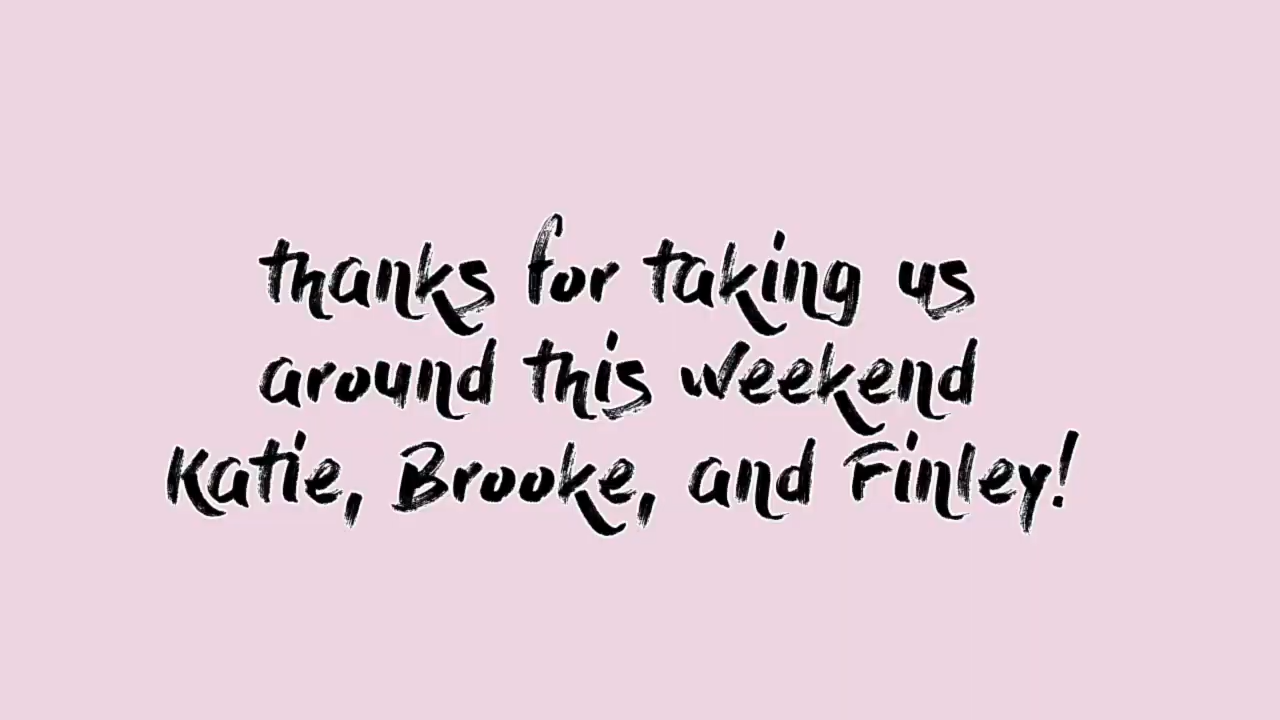 thanks for taking us
around this weekend
Katie, Brooke, and Finley!